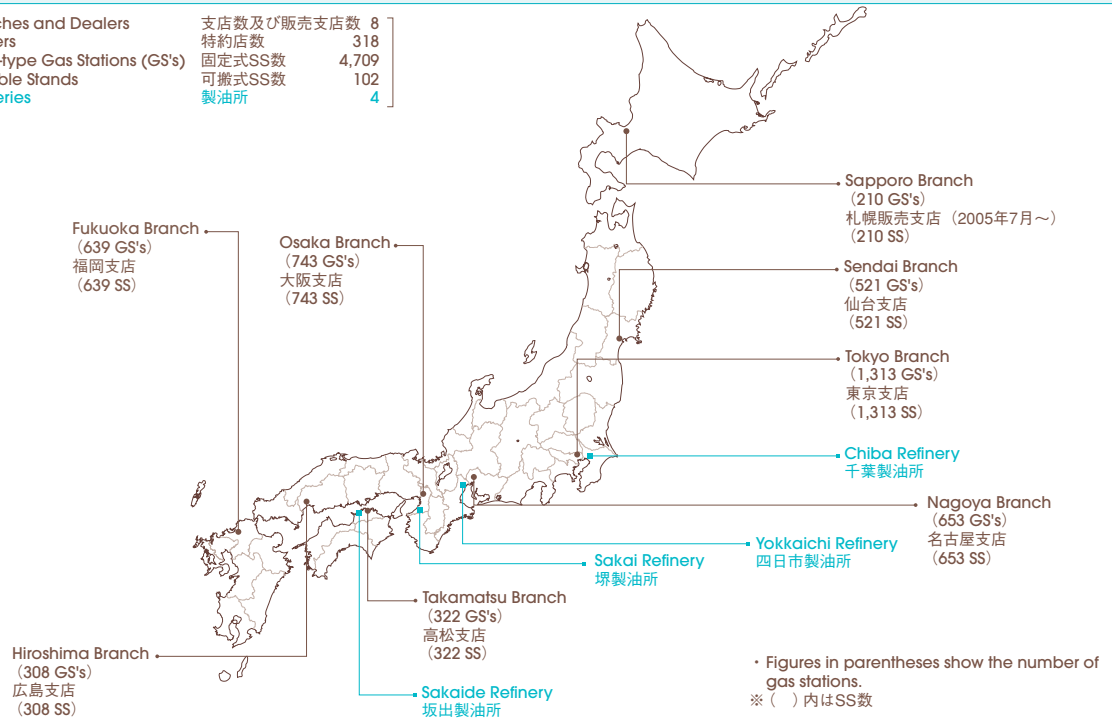 ches and Dealers 支店数及び販売支店数 8
ers 特約店数 318
-type Gas Stations (GS's) 固定式SS数 4,709
ble Stands 可搬式SS数 102
eries 製油所 4
Sapporo Branch
(210 GS's)
札幌販売支店（2005年7月～）
(210 SS)
Fukuoka Branch
(639 GS's)
福岡支店
(639 SS)
Osaka Branch
(743 GS's)
大阪支店
(743 SS)
Sendai Branch
(521 GS's)
仙台支店
(521 SS)
Tokyo Branch
(1,313 GS's)
東京支店
(1,313 SS)
Chiba Refinery
千葉製油所
Nagoya Branch
(653 GS's)
名古屋支店
(653 SS)
Yokkaichi Refinery
四日市製油所
Sakai Refinery
堺製油所
Takamatsu Branch
(322 GS's)
高松支店
(322 SS)
Hiroshima Branch
(308 GS's)
広島支店
(308 SS)
Sakaide Refinery
坂出製油所
・Figures in parentheses show the number of
gas stations.
※（　）内はSS数